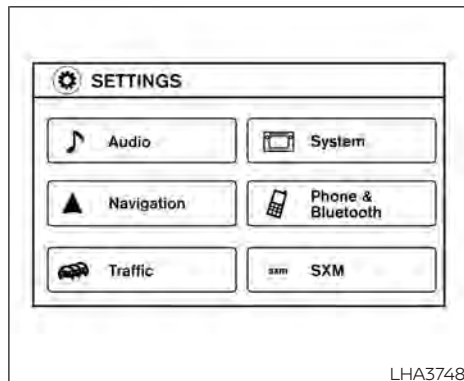 SETTINGS
Audio
System
Navigation
Phone &
Bluetooth
Traffic
sxm SXM
LHA3748